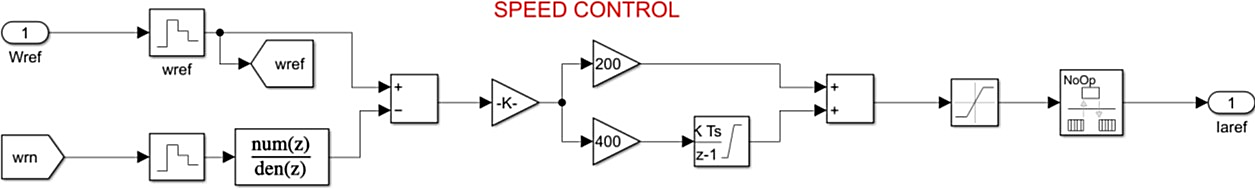 SPEED CONTROL
1
Wref
wref
wref
wrn
num(z)
den(z)
+
−
-K-
200
400
K Ts
z-1
+
+
NoOp
1
Iaref